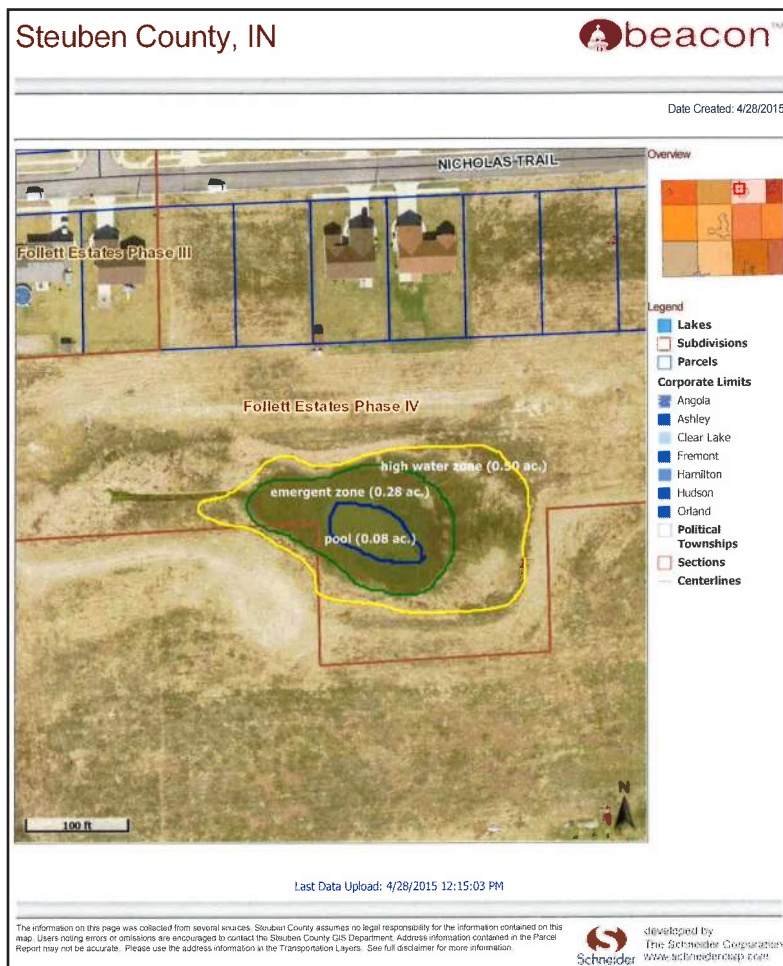 Steuben County, IN
beacon™
Date Created: 4/28/2015
Overview
NICHOLAS TRAIL
Follett Estates Phase III
Legend
Lakes
Subdivisions
Parcels
Corporate Limits
Angola
Ashley
Clear Lake
Fremont
Hamilton
Hudson
Orland
Political
Townships
Sections
Centerlines
Follett Estates Phase IV
high water zone (0.50 ac.)
emergent zone (0.28 ac.)
pool (0.08 ac.)
N
100 ft
Last Data Upload: 4/28/2015 12:15:03 PM
The information on this page was collected from several sources. Steuben County assumes no legal responsibility for the information contained on this
map. Users noting errors or omissions are encouraged to contact the Steuben County GIS Department. Address information contained in the Parcel
Report may not be accurate. Please use the address information in the Transportation Layers. See full disclaimer for more information.
Schneider
developed by
The Schneider Corporation
www.schneidercorp.com